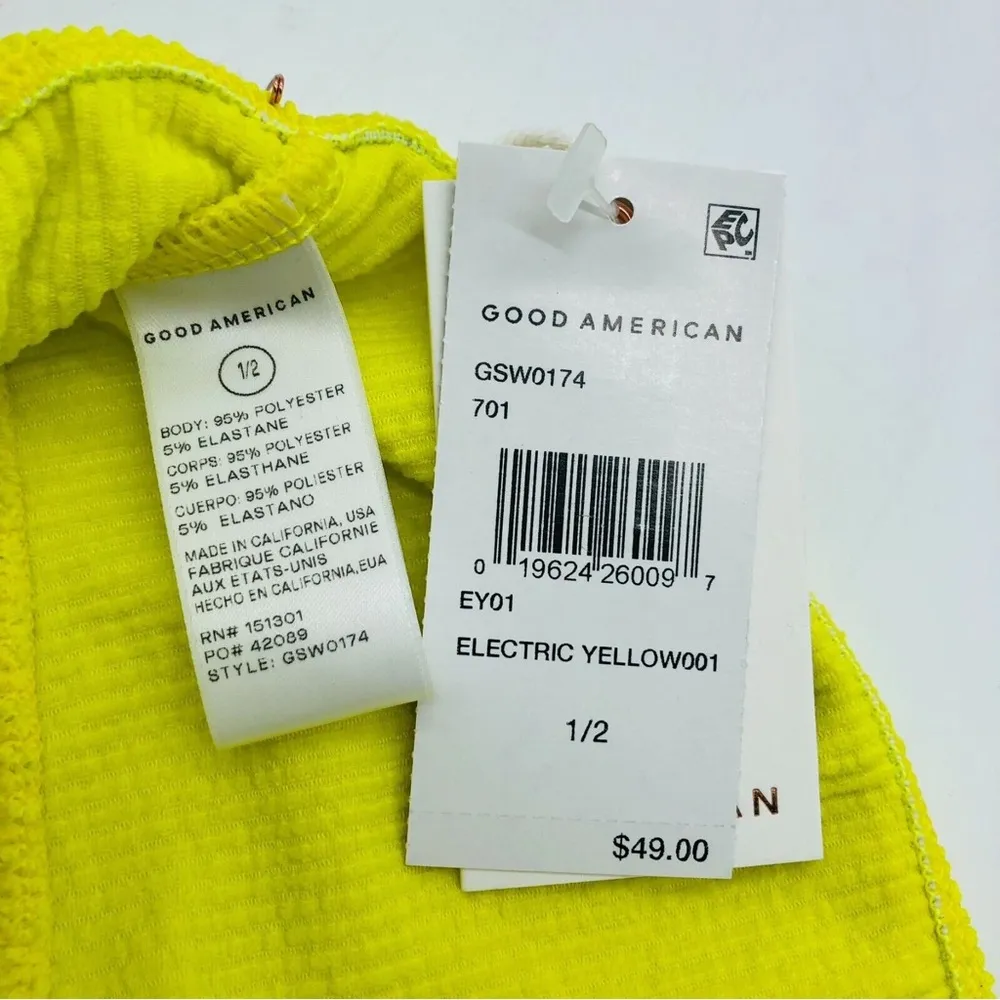 GOOD AMERICAN
1/2
BODY: 95% POLYESTER
5% ELASTANE
CORPS: 95% POLYESTER
5% ELASTHANE
CUERPO: 95% POLIESTER
5% ELASTANO
MADE IN CALIFORNIA, USA
FABRIQUE CALIFORNIE
AUX ETATS-UNIS
HECHO EN CALIFORNIA,EUA
RN# 151301
PO# 42089
STYLE: GSW0174
EPC
GOOD AMERICAN
GSW0174
701
0 19624 26009 7
EY01
ELECTRIC YELLOW001
1/2
$49.00
AN